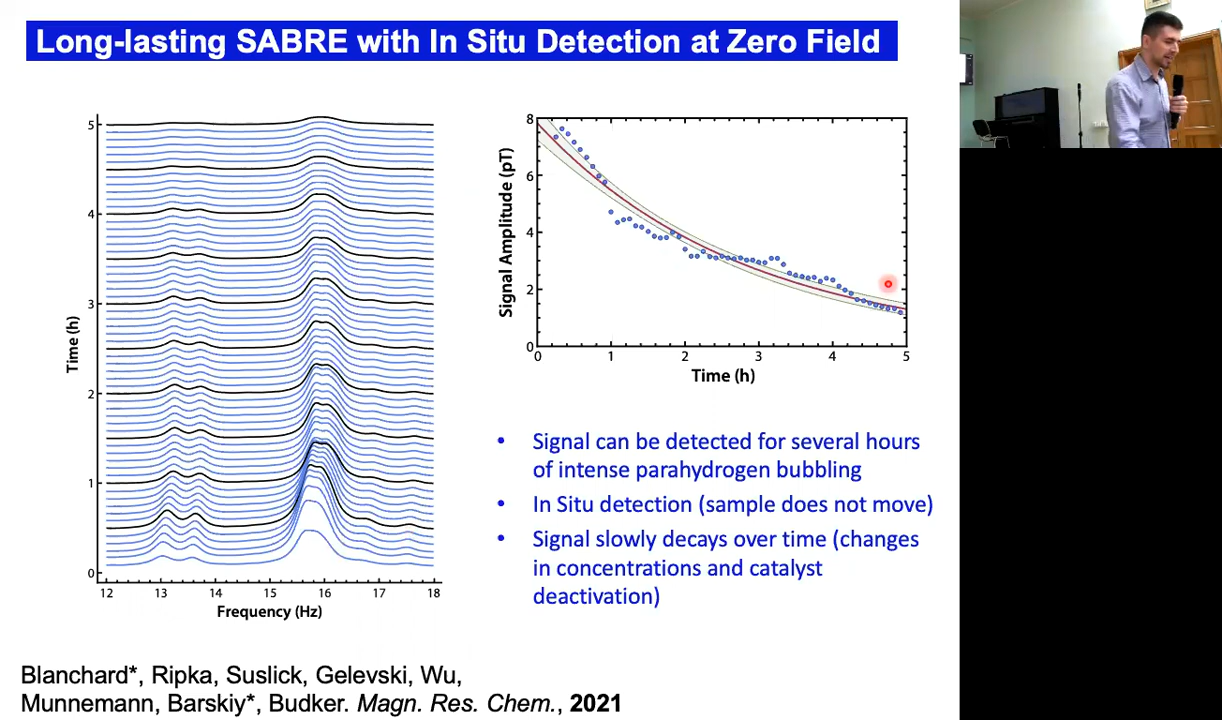 Long-lasting SABRE with In Situ Detection at Zero Field
5
4
3
2
1
0
Time (h)
12 13 14 15 16 17 18
Frequency (Hz)
8
6
4
2
0
Signal Amplitude (pT)
0 1 2 3 4 5
Time (h)
• Signal can be detected for several hours
of intense parahydrogen bubbling
• In Situ detection (sample does not move)
• Signal slowly decays over time (changes
in concentrations and catalyst
deactivation)
Blanchard*, Ripka, Suslick, Gelevski, Wu,
Munnemann, Barskiy*, Budker. Magn. Res. Chem., 2021